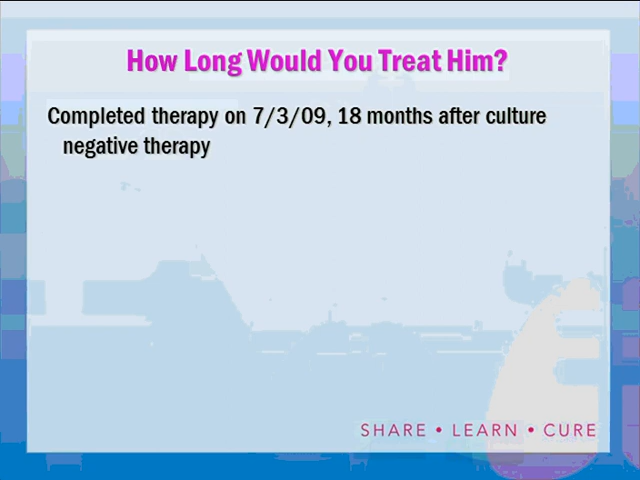 How Long Would You Treat Him?
Completed therapy on 7/3/09, 18 months after culture
negative therapy
SHARE • LEARN • CURE